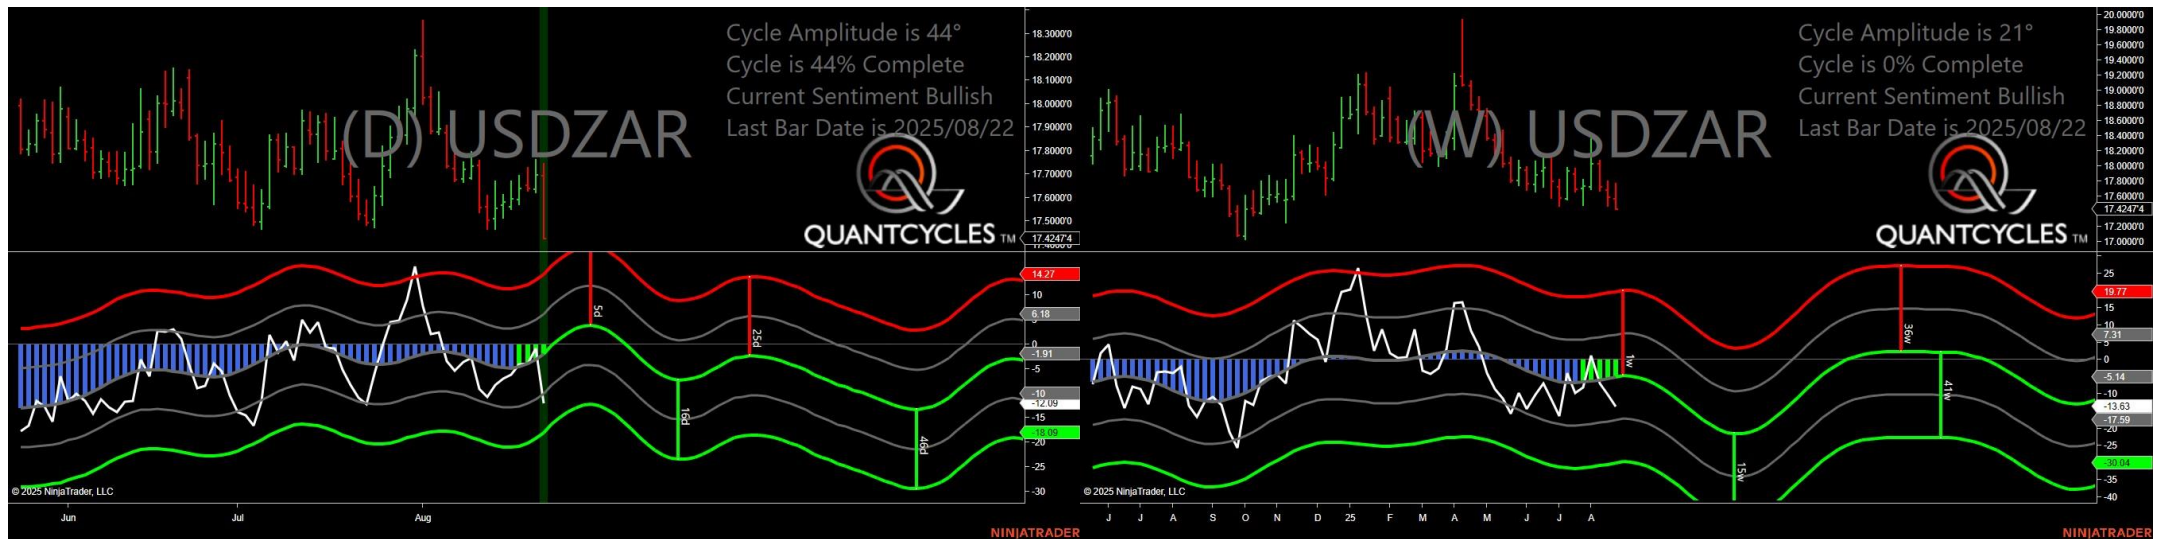 Cycle Amplitude is 44°
Cycle is 44% Complete
Current Sentiment Bullish
Last Bar Date is 2025/08/22
(D) USDZAR
QUANTCYCLES TM
18.3000'0
18.2000'0
18.1000'0
18.0000'0
17.9000'0
17.8000'0
17.7000'0
17.6000'0
17.5000'0
17.4247'4
14.27
10
6.18
0
-1.91
-5
-10
-12.09
-15
-18.09
-20
-25
-30
5d
25d
16d
46d
© 2025 NinjaTrader, LLC
Jun
Jul
Aug
NINJATRADER
Cycle Amplitude is 21°
Cycle is 0% Complete
Current Sentiment Bullish
Last Bar Date is 2025/08/22
(W) USDZAR
QUANTCYCLES TM
20.0000'0
19.8000'0
19.6000'0
19.4000'0
19.2000'0
19.0000'0
18.8000'0
18.6000'0
18.4000'0
18.2000'0
18.0000'0
17.8000'0
17.6000'0
17.4247'4
17.2000'0
17.0000'0
25
19.77
15
10
7.31
5
0
-5.14
-10
-13.63
-17.59
-20
-25
-30.04
-35
-40
1w
36w
41w
15w
© 2025 NinjaTrader, LLC
J
J
A
S
O
N
D
25
F
M
A
M
J
J
A
NINJATRADER